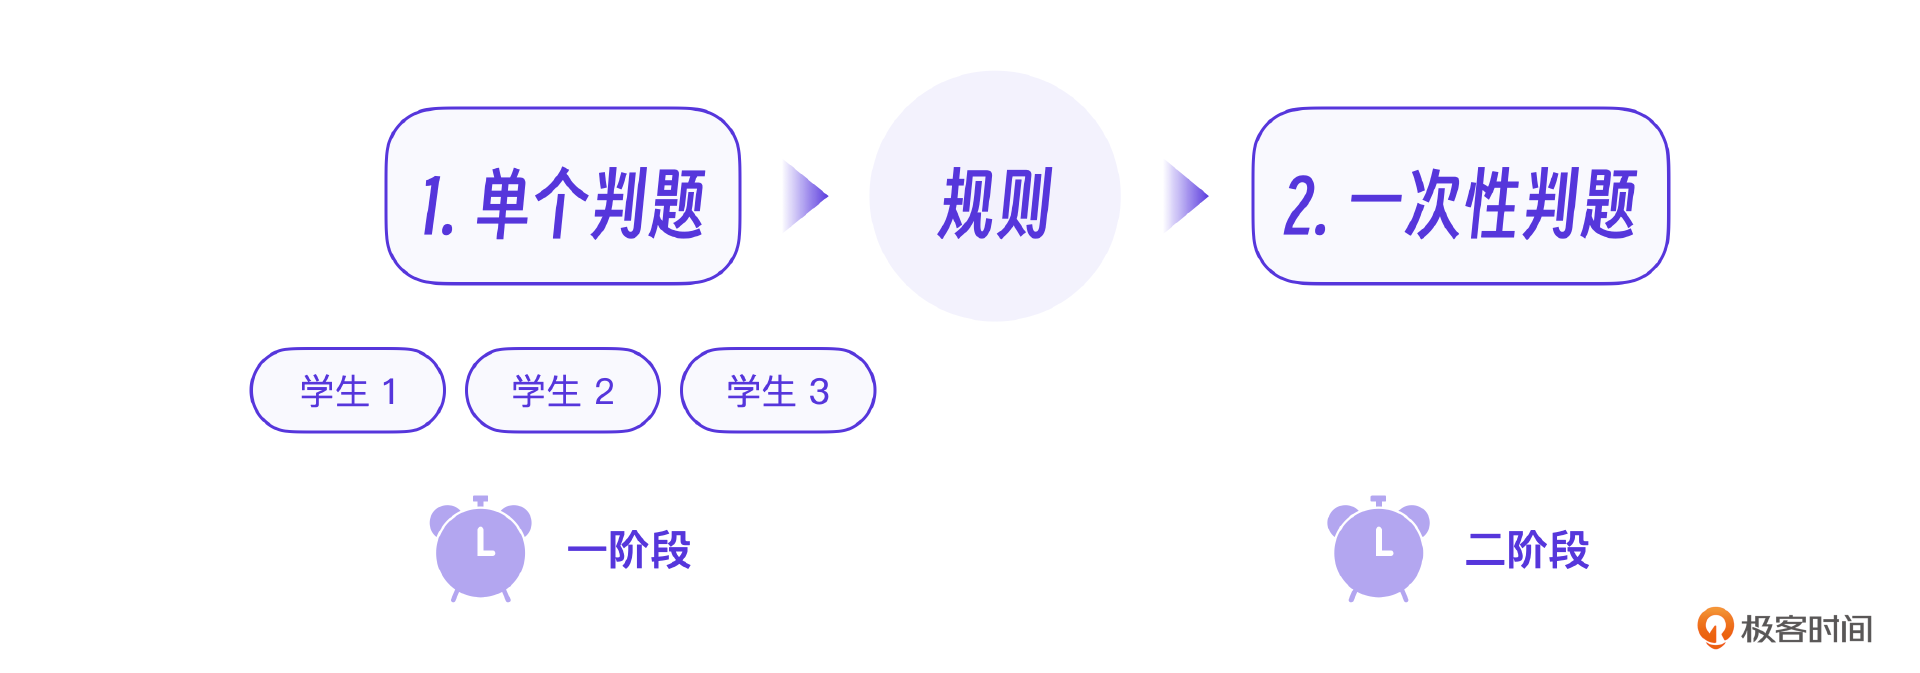 1. 单个判题
规则
2. 一次性判题
学生 1
学生 2
学生 3
一阶段
二阶段
极客时间